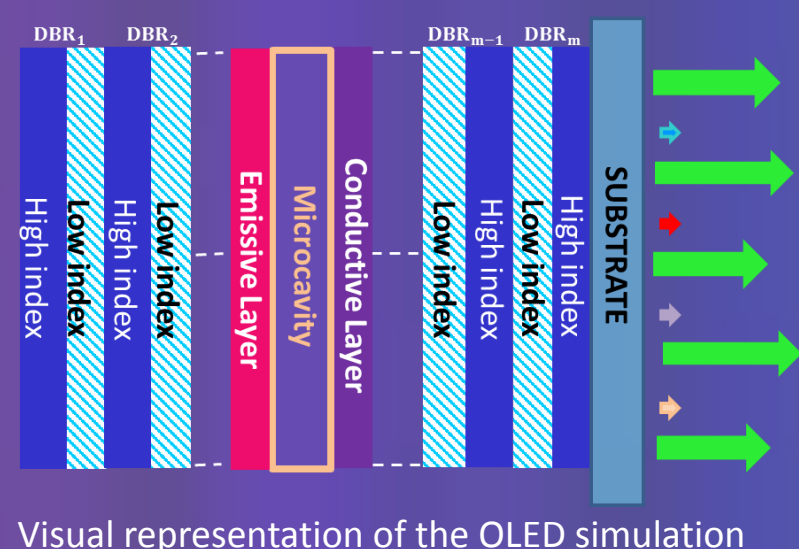 DBR₁ DBR₂ DBRₘ₋₁ DBRₘ
High index
Low index
High index
Low index
Emissive Layer
Microcavity
Conductive Layer
Low index
High index
Low index
High index
SUBSTRATE
Visual representation of the OLED simulation